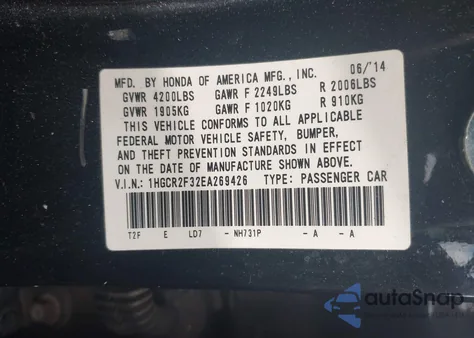 MFD. BY HONDA OF AMERICA MFG., INC. 06/'14
GVWR 4200LBS GAWR F 2249LBS R 2006LBS
GVWR 1905KG GAWR F 1020KG R 910KG
THIS VEHICLE CONFORMS TO ALL APPLICABLE
FEDERAL MOTOR VEHICLE SAFETY, BUMPER,
AND THEFT PREVENTION STANDARDS IN EFFECT
ON THE DATE OF MANUFACTURE SHOWN ABOVE.
V.I.N.: 1HGCR2F32EA269426 TYPE: PASSENGER CAR
T2F E LD7 - NH731P - A - A
autoSnap